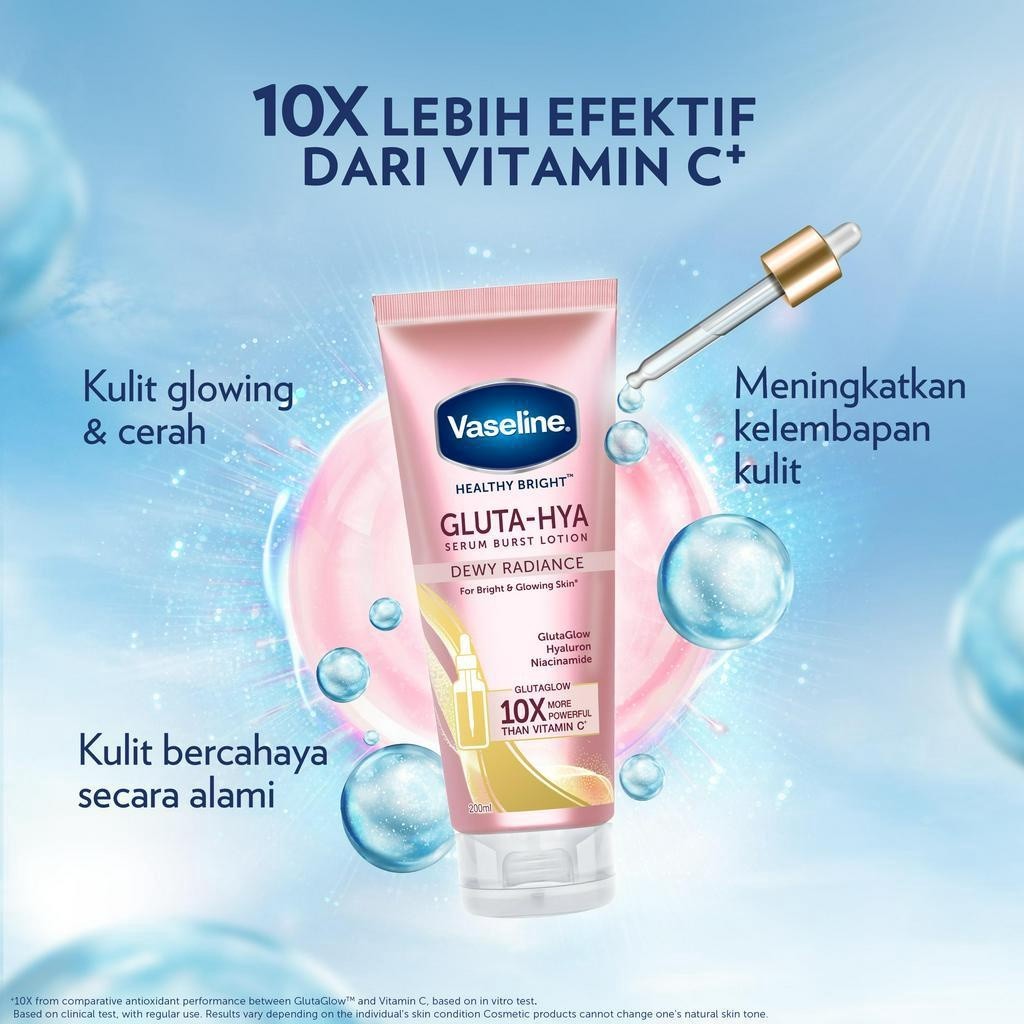 10X LEBIH EFEKTIF
DARI VITAMIN C+
Kulit glowing
& cerah
Meningkatkan
kelembapan
kulit
Vaseline.
HEALTHY BRIGHT™
GLUTA-HYA
SERUM BURST LOTION
DEWY RADIANCE
For Bright & Glowing Skin*
GlutaGlow
Hyaluron
Niacinamide
GLUTAGLOW
10X MORE
POWERFUL
THAN VITAMIN C+
200ml
Kulit bercahaya
secara alami
+10X from comparative antioxidant performance between GlutaGlow™ and Vitamin C, based on in vitro test.
Based on clinical test, with regular use. Results vary depending on the individual's skin condition Cosmetic products cannot change one's natural skin tone.